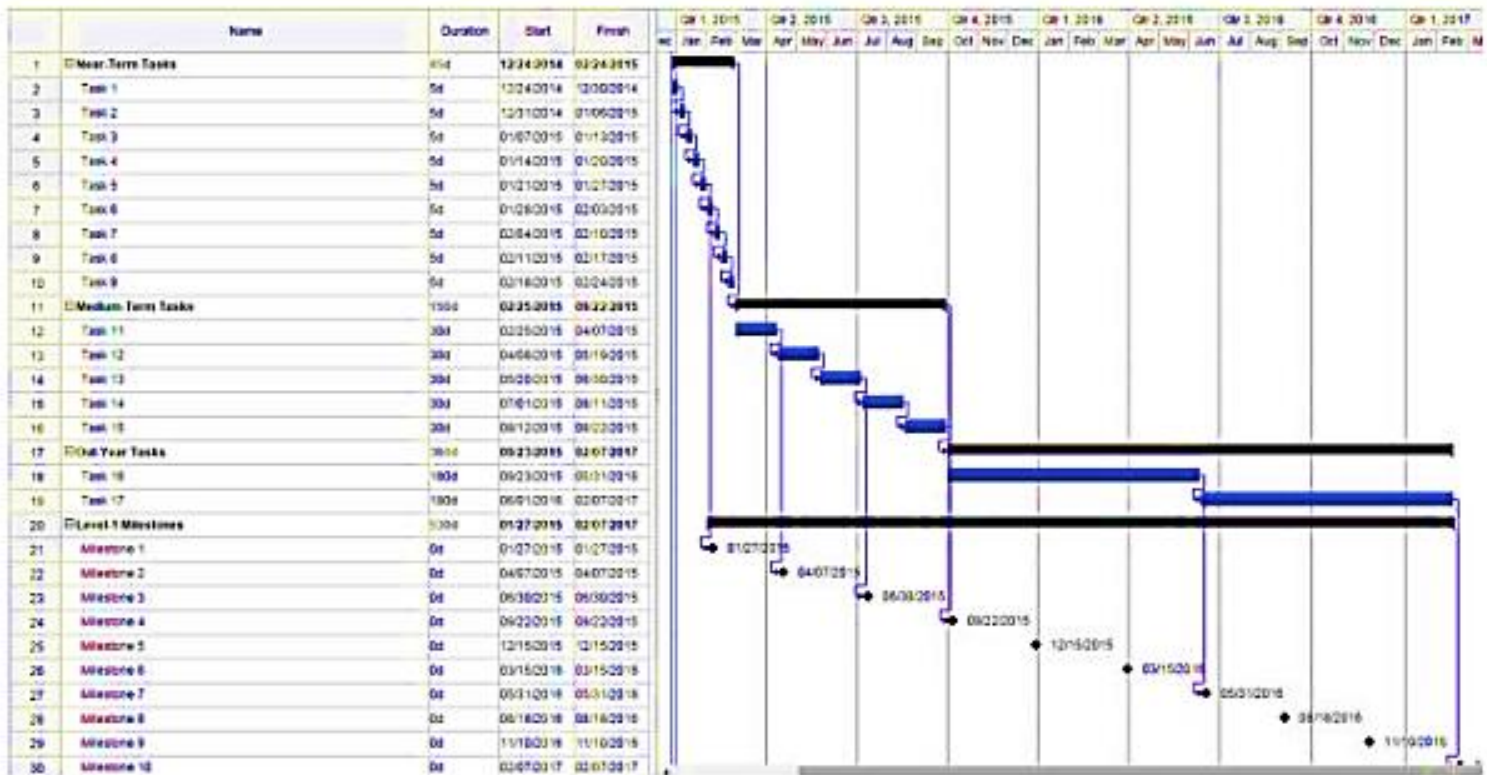 Name Duration Start Finish
Qtr 1, 2015 Qtr 2, 2015 Qtr 3, 2015 Qtr 4, 2015 Qtr 1, 2016 Qtr 2, 2016 Qtr 3, 2016 Qtr 4, 2016 Qtr 1, 2017
Jan Feb Mar Apr May Jun Jul Aug Sep Oct Nov Dec Jan Feb Mar Apr May Jun Jul Aug Sep Oct Nov Dec Jan Feb M
1 Near-Term Tasks 45d 12/24/2014 02/24/2015
2 Task 1 5d 12/24/2014 12/30/2014
3 Task 2 5d 12/31/2014 01/06/2015
4 Task 3 5d 01/07/2015 01/13/2015
5 Task 4 5d 01/14/2015 01/20/2015
6 Task 5 5d 01/21/2015 01/27/2015
7 Task 6 5d 01/28/2015 02/03/2015
8 Task 7 5d 02/04/2015 02/10/2015
9 Task 8 5d 02/11/2015 02/17/2015
10 Task 9 5d 02/18/2015 02/24/2015
11 Medium-Term Tasks 150d 02/25/2015 09/22/2015
12 Task 11 30d 02/25/2015 04/07/2015
13 Task 12 30d 04/08/2015 05/19/2015
14 Task 13 30d 05/20/2015 06/30/2015
15 Task 14 30d 07/01/2015 08/11/2015
16 Task 15 30d 08/12/2015 09/22/2015
17 Out-Year Tasks 360d 09/23/2015 02/07/2017
18 Task 16 180d 09/23/2015 05/31/2016
19 Task 17 180d 06/01/2016 02/07/2017
20 Level-1 Milestones 01/27/2015 02/07/2017
21 Milestone 1 0d 01/27/2015 01/27/2015 01/27/2015
22 Milestone 2 0d 04/07/2015 04/07/2015 04/07/2015
23 Milestone 3 0d 06/30/2015 06/30/2015 06/30/2015
24 Milestone 4 0d 09/22/2015 09/22/2015 09/22/2015
25 Milestone 5 0d 12/15/2015 12/15/2015 12/15/2015
26 Milestone 6 0d 03/15/2016 03/15/2016 03/15/2016
27 Milestone 7 0d 05/31/2016 05/31/2016 05/31/2016
28 Milestone 8 0d 08/16/2016 08/16/2016 08/16/2016
29 Milestone 9 0d 11/10/2016 11/10/2016 11/10/2016
30 Milestone 10 0d 02/07/2017 02/07/2017